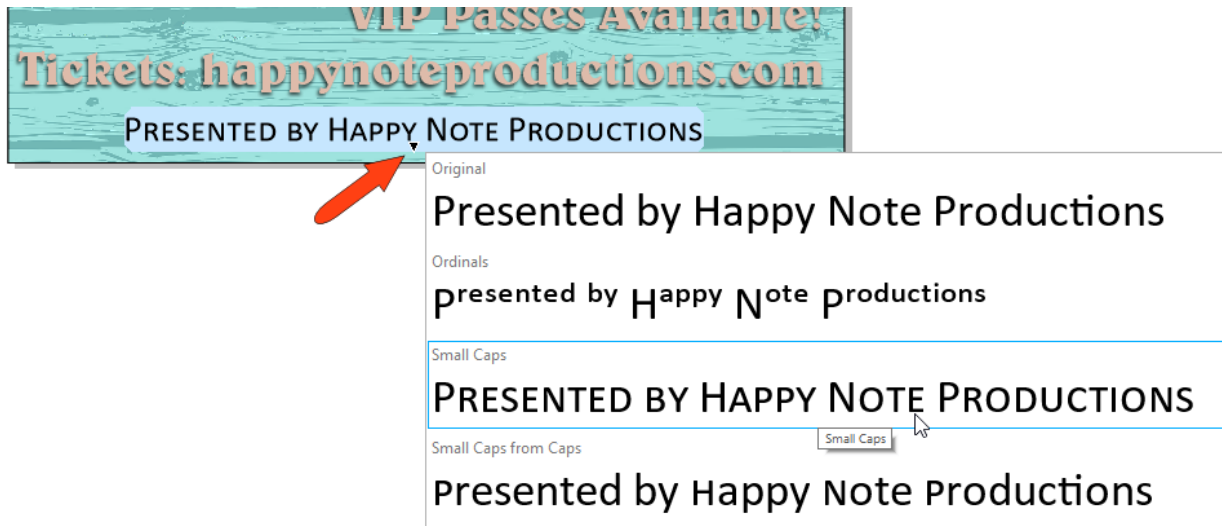 VIP Passes Available!
Tickets: happynoteproductions.com
Presented by Happy Note Productions
Original
Presented by Happy Note Productions
Ordinals
Presented by Happy Note Productions
Small Caps
Presented by Happy Note Productions
Small Caps
Small Caps from Caps
Presented by Happy Note Productions